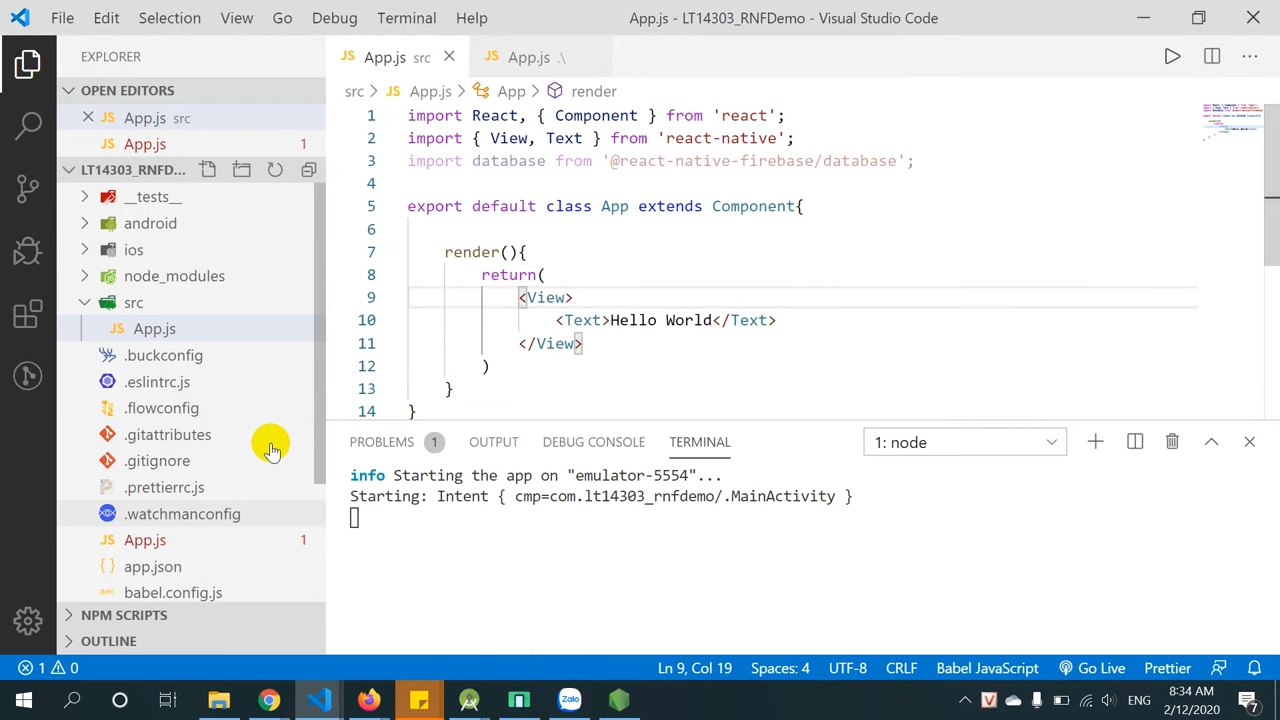 File Edit Selection View Go Debug Terminal Help App.js - LT14303_RNFDemo - Visual Studio Code
EXPLORER
OPEN EDITORS
App.js src
App.js 1
LT14303_RNFD...
__tests__
android
ios
node_modules
src
JS App.js
.buckconfig
.eslintrc.js
.flowconfig
.gitattributes
.gitignore
.prettierrc.js
.watchmanconfig
App.js 1
app.json
babel.config.js
NPM SCRIPTS
OUTLINE
JS App.js src JS App.js .\
src > JS App.js > App > render
1 import React, { Component } from 'react';
2 import { View, Text } from 'react-native';
3 import database from '@react-native-firebase/database';
4
5 export default class App extends Component{
6
7 render(){
8 return(
9 <View>
10 <Text>Hello World</Text>
11 </View>
12 )
13 }
14 }
PROBLEMS 1 OUTPUT DEBUG CONSOLE TERMINAL 1: node
info Starting the app on "emulator-5554"...
Starting: Intent { cmp=com.lt14303_rnfdemo/.MainActivity }
1 0 Ln 9, Col 19 Spaces: 4 UTF-8 CRLF Babel JavaScript Go Live Prettier
Zalo V ENG 8:34 AM 7
2/12/2020